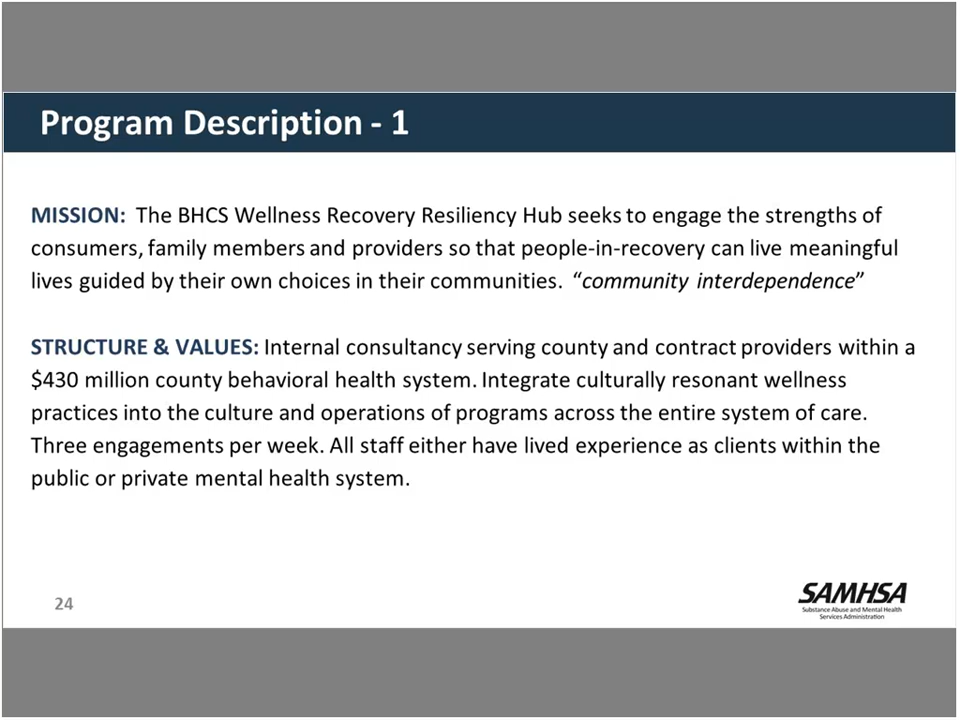 Program Description - 1
MISSION: The BHCS Wellness Recovery Resiliency Hub seeks to engage the strengths of
consumers, family members and providers so that people-in-recovery can live meaningful
lives guided by their own choices in their communities. “community interdependence”
STRUCTURE & VALUES: Internal consultancy serving county and contract providers within a
$430 million county behavioral health system. Integrate culturally resonant wellness
practices into the culture and operations of programs across the entire system of care.
Three engagements per week. All staff either have lived experience as clients within the
public or private mental health system.
24
SAMHSA
Substance Abuse and Mental Health
Services Administration